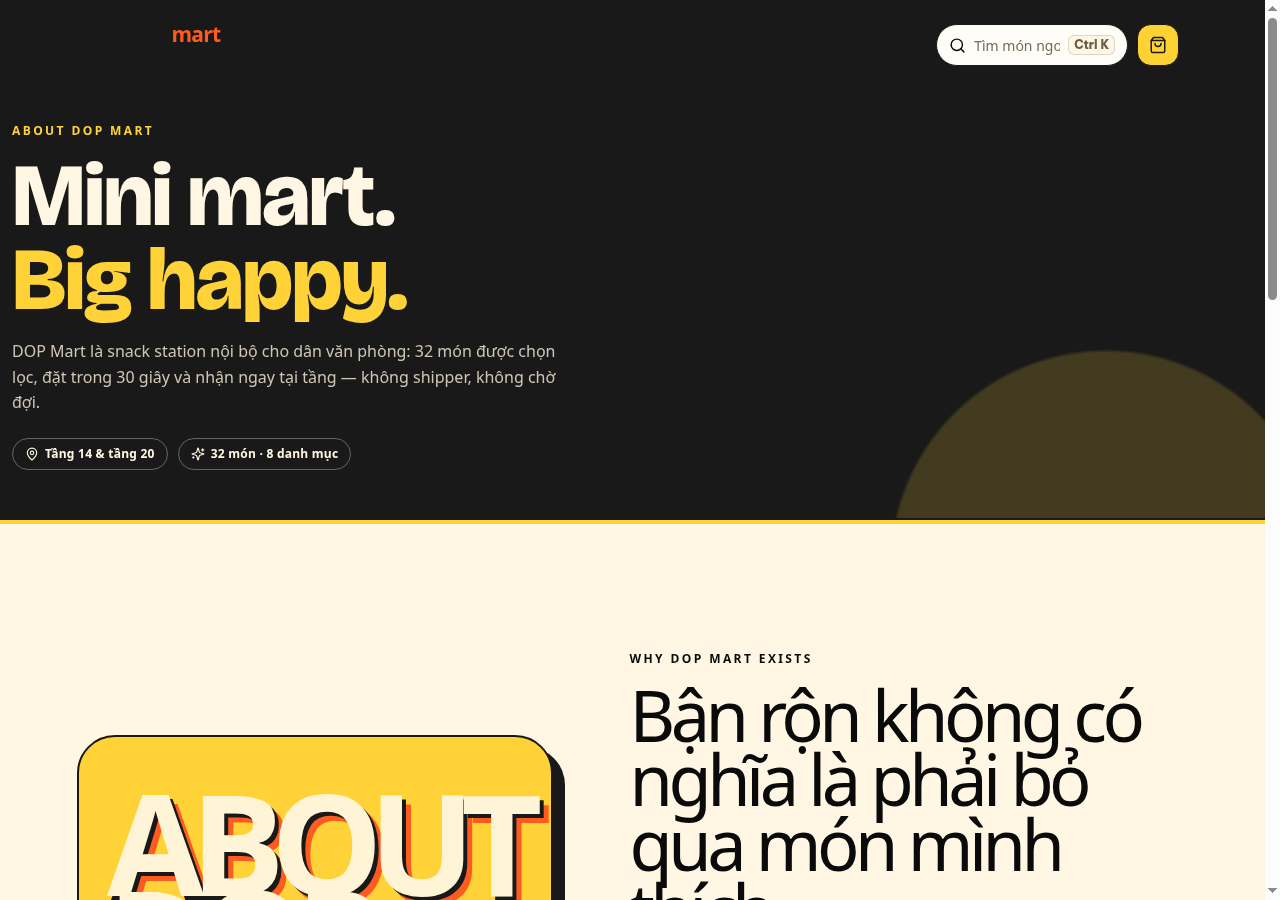 mart
Tìm món ngo
Ctrl K
ABOUT DOP MART
Mini mart.
Big happy.
DOP Mart là snack station nội bộ cho dân văn phòng: 32 món được chọn
lọc, đặt trong 30 giây và nhận ngay tại tầng — không shipper, không chờ
đợi.
Tầng 14 & tầng 20
32 món · 8 danh mục
WHY DOP MART EXISTS
Bận rộn không có
nghĩa là phải bỏ
qua món mình
thích
ABOUT